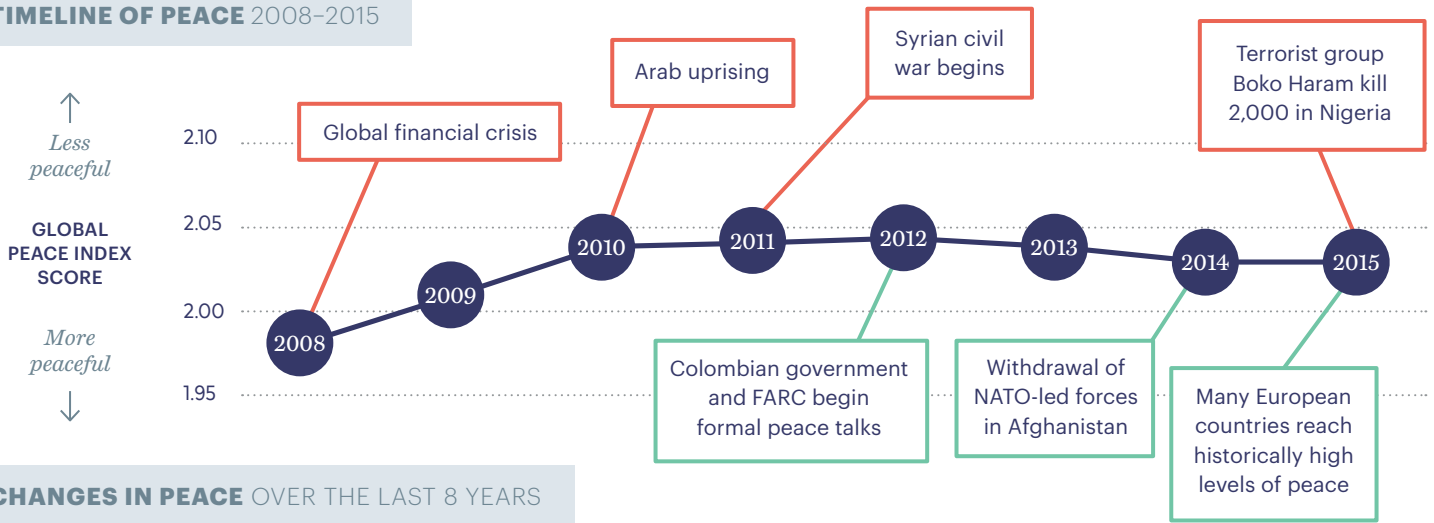 TIMELINE OF PEACE 2008–2015
Syrian civil
war begins
Terrorist group
Boko Haram kill
2,000 in Nigeria
Arab uprising
Global financial crisis
Less
peaceful
GLOBAL
PEACE INDEX
SCORE
More
peaceful
2.10
2.05
2.00
1.95
2008
2009
2010
2011
2012
2013
2014
2015
Colombian government
and FARC begin
formal peace talks
Withdrawal of
NATO-led forces
in Afghanistan
Many European
countries reach
historically high
levels of peace
CHANGES IN PEACE OVER THE LAST 8 YEARS